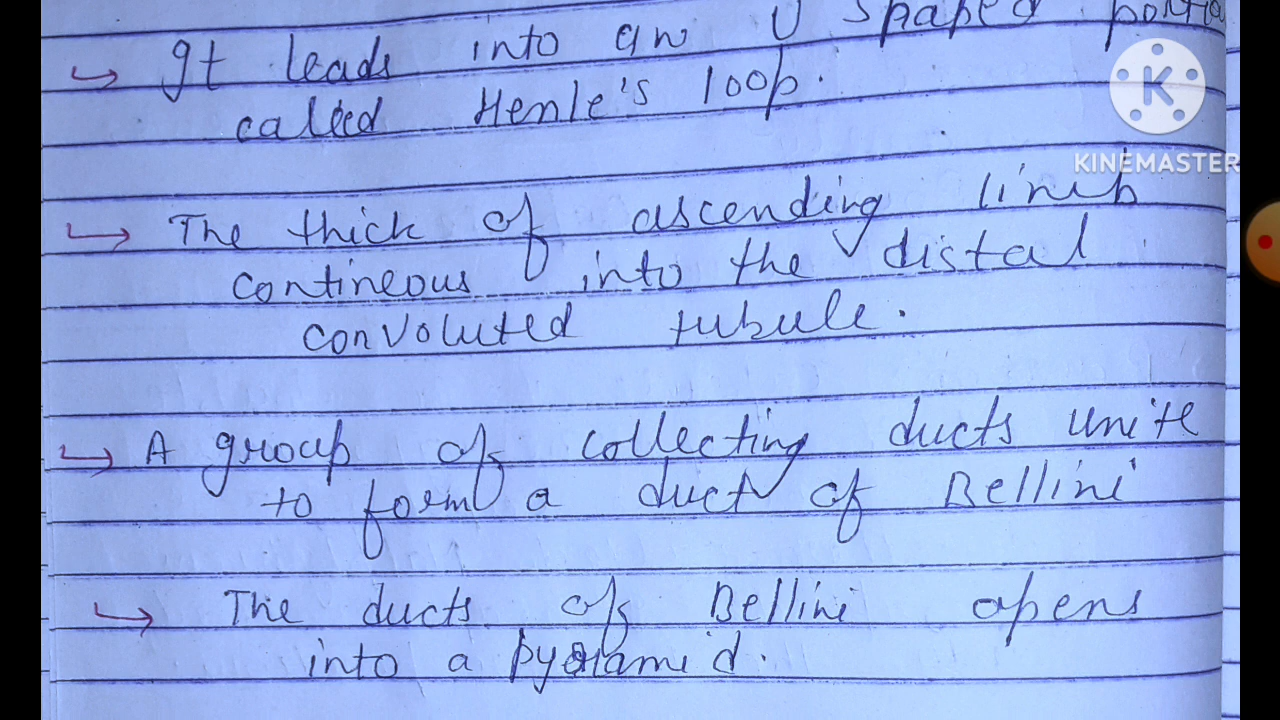 ↳ It leads into an U shaped portio
called Henle's loop.
K
KINEMASTER
↳ The thick of ascending limb
contineous into the distal
convoluted tubule.
↳ A group of collecting ducts unite
to form a duct of Bellini
↳ The ducts of Bellini opens
into a pyramid.